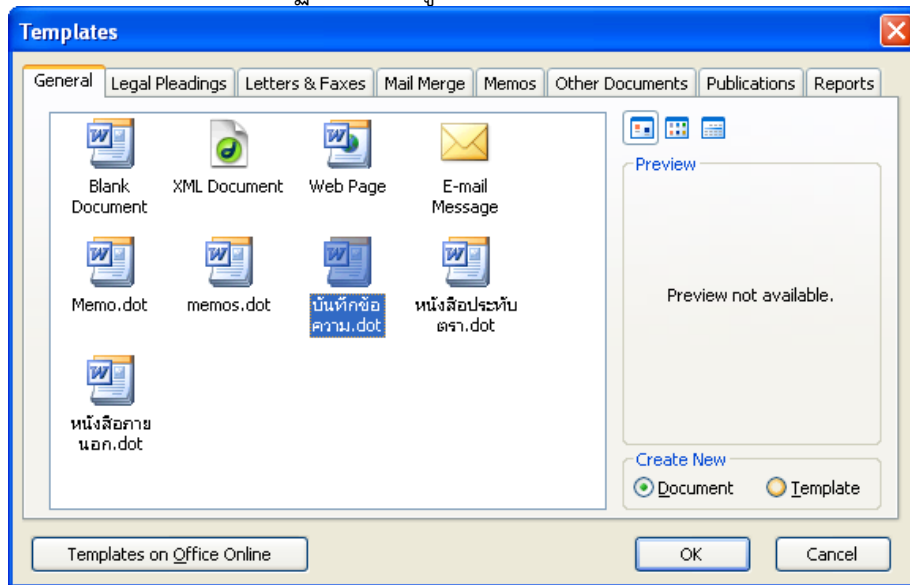 Templates
General Legal Pleadings Letters & Faxes Mail Merge Memos Other Documents Publications Reports
Blank Document
XML Document
Web Page
E-mail Message
Memo.dot
memos.dot
บันทึกข้อ
ความ.dot
หนังสือประทับ
ตรา.dot
หนังสือภาย
นอก.dot
Preview
Preview not available.
Create New
Document Template
Templates on Office Online
OK Cancel